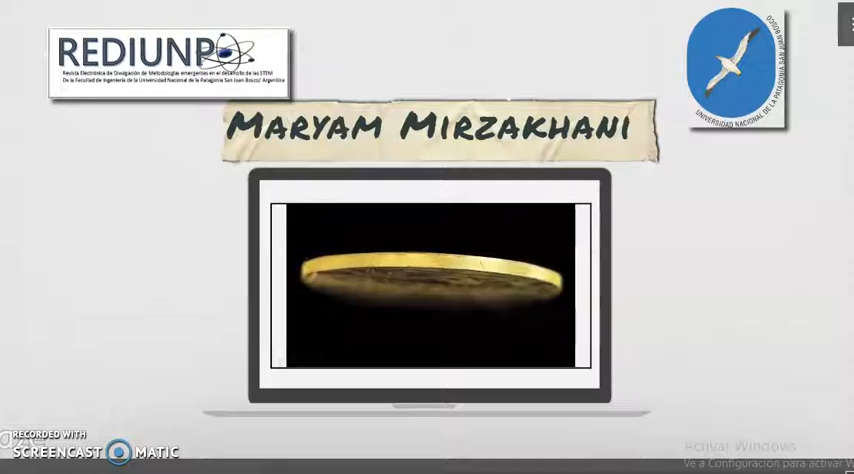 REDIUNP
Revista Electrónica de Divulgación de Metodologías emergentes en el desarrollo de las STEM
De la Facultad de Ingeniería de la Universidad Nacional de la Patagonia San Juan Bosco/ Argentina
UNIVERSIDAD NACIONAL DE LA PATAGONIA SAN JUAN BOSCO
MARYAM MIRZAKHANI
RECORDED WITH
SCREENCAST MATIC
Activar Windows
Ve a Configuración para activar W